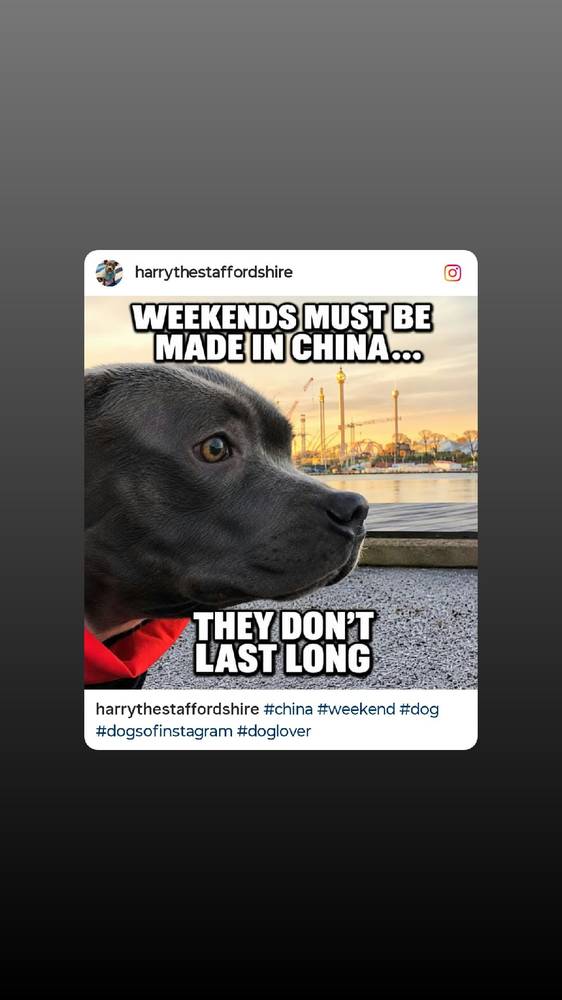 harrythestaffordshire
WEEKENDS MUST BE
MADE IN CHINA...
THEY DON'T
LAST LONG
harrythestaffordshire #china #weekend #dog
#dogsofinstagram #doglover